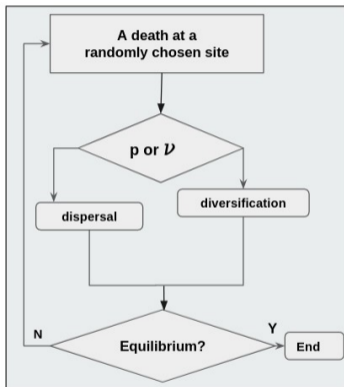 A death at a
randomly chosen site
p or ν
dispersal
diversification
N
Equilibrium?
Y
End